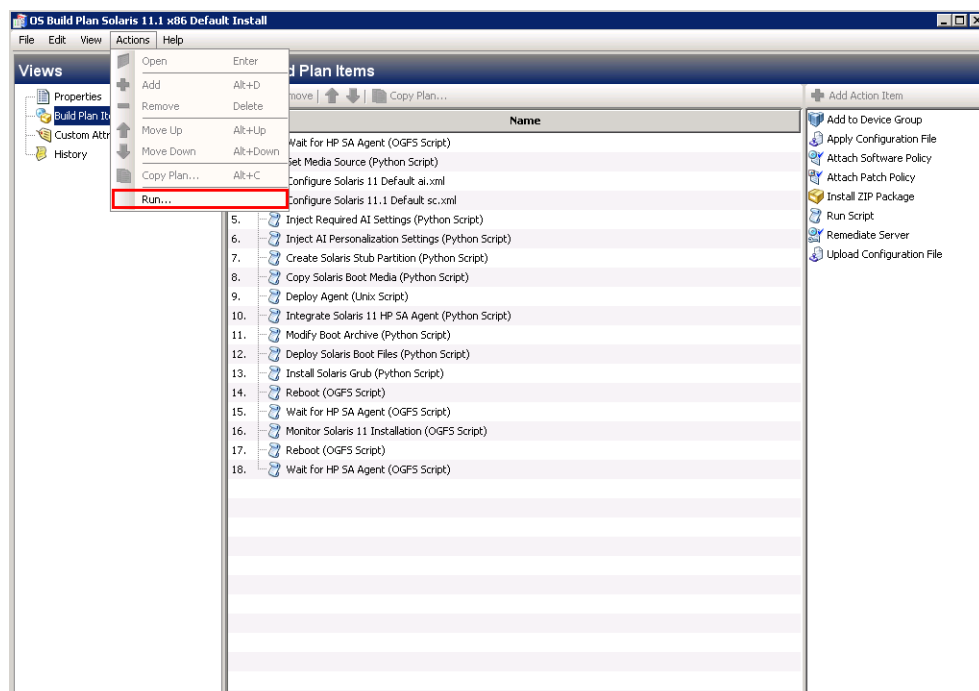 OS Build Plan Solaris 11.1 x86 Default Install
File Edit View Actions Help
Views
Properties
Build Plan It
Custom Attr
History
Open Enter
Add Alt+D
Remove Delete
Move Up Alt+Up
Move Down Alt+Down
Copy Plan... Alt+C
Run...
d Plan Items
move Copy Plan...
Name
Wait for HP SA Agent (OGFS Script)
Set Media Source (Python Script)
Configure Solaris 11 Default ai.xml
Configure Solaris 11.1 Default sc.xml
5. Inject Required AI Settings (Python Script)
6. Inject AI Personalization Settings (Python Script)
7. Create Solaris Stub Partition (Python Script)
8. Copy Solaris Boot Media (Python Script)
9. Deploy Agent (Unix Script)
10. Integrate Solaris 11 HP SA Agent (Python Script)
11. Modify Boot Archive (Python Script)
12. Deploy Solaris Boot Files (Python Script)
13. Install Solaris Grub (Python Script)
14. Reboot (OGFS Script)
15. Wait for HP SA Agent (OGFS Script)
16. Monitor Solaris 11 Installation (OGFS Script)
17. Reboot (OGFS Script)
18. Wait for HP SA Agent (OGFS Script)
Add Action Item
Add to Device Group
Apply Configuration File
Attach Software Policy
Attach Patch Policy
Install ZIP Package
Run Script
Remediate Server
Upload Configuration File